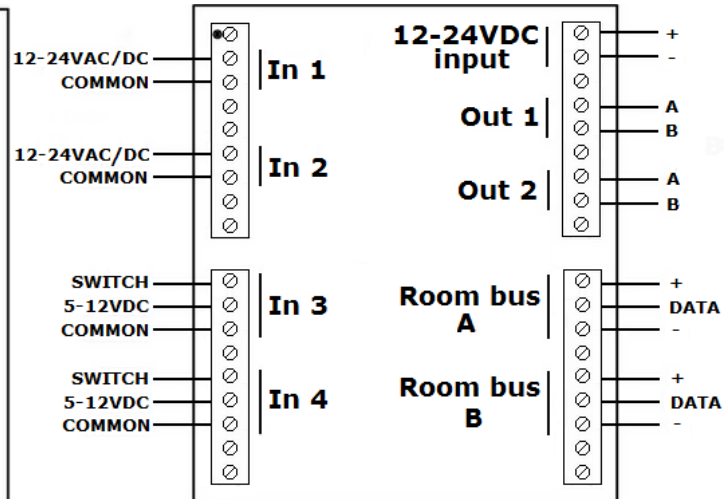 12-24VAC/DC
COMMON
In 1
12-24VAC/DC
COMMON
In 2
SWITCH
5-12VDC
COMMON
In 3
SWITCH
5-12VDC
COMMON
In 4
12-24VDC
input
+
-
Out 1
A
B
Out 2
A
B
Room bus
A
+
DATA
-
Room bus
B
+
DATA
-